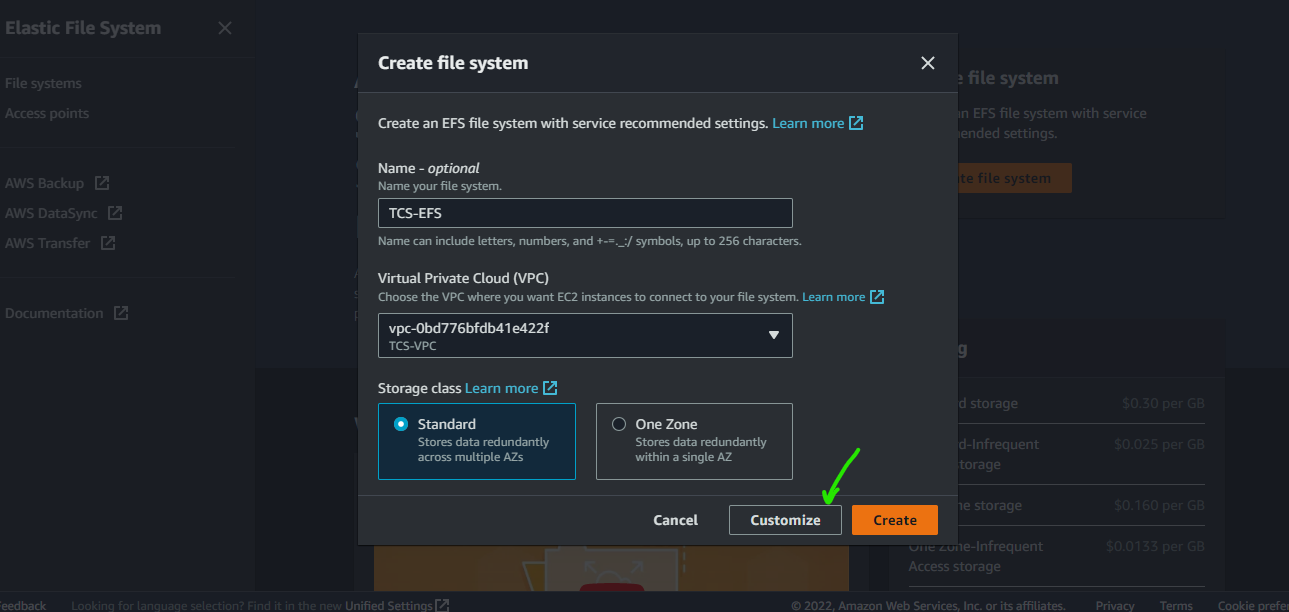 Elastic File System
File systems
Access points
AWS Backup
AWS DataSync
AWS Transfer
Documentation
Create file system
Create an EFS file system with service recommended settings. Learn more
Name - optional
Name your file system.
TCS-EFS
Name can include letters, numbers, and +-=._:/ symbols, up to 256 characters.
Virtual Private Cloud (VPC)
Choose the VPC where you want EC2 instances to connect to your file system. Learn more
vpc-0bd776bfdb41e422f
TCS-VPC
Storage class Learn more
Standard
Stores data redundantly
across multiple AZs
One Zone
Stores data redundantly
within a single AZ
Cancel
Customize
Create
e file system
n EFS file system with service
ended settings.
te file system
g
d storage $0.30 per GB
d-Infrequent $0.025 per GB
torage
ne storage $0.160 per GB
One Zone-Infrequent $0.0133 per GB
Access storage
Feedback
Looking for language selection? Find it in the new Unified Settings
© 2022, Amazon Web Services, Inc. or its affiliates.
Privacy
Terms
Cookie prefe